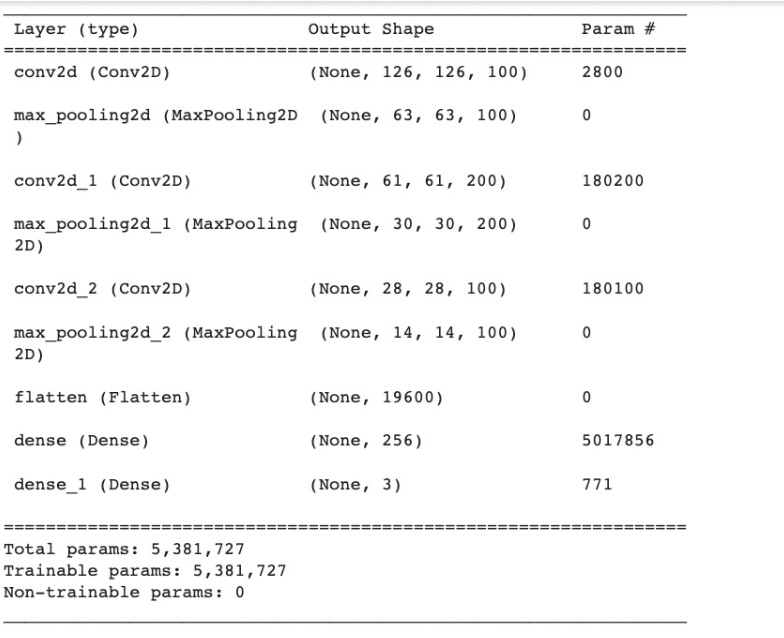 Layer (type) Output Shape Param #
=================================================================
conv2d (Conv2D) (None, 126, 126, 100) 2800
max_pooling2d (MaxPooling2D (None, 63, 63, 100) 0
)
conv2d_1 (Conv2D) (None, 61, 61, 200) 180200
max_pooling2d_1 (MaxPooling (None, 30, 30, 200) 0
2D)
conv2d_2 (Conv2D) (None, 28, 28, 100) 180100
max_pooling2d_2 (MaxPooling (None, 14, 14, 100) 0
2D)
flatten (Flatten) (None, 19600) 0
dense (Dense) (None, 256) 5017856
dense_1 (Dense) (None, 3) 771
=================================================================
Total params: 5,381,727
Trainable params: 5,381,727
Non-trainable params: 0